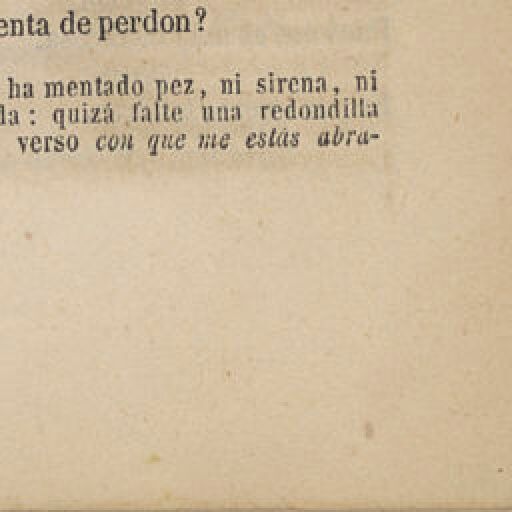 enta de perdon?
ha mentado pez, ni sirena, ni
la: quizá falte una redondilla
verso con que me estás abra-